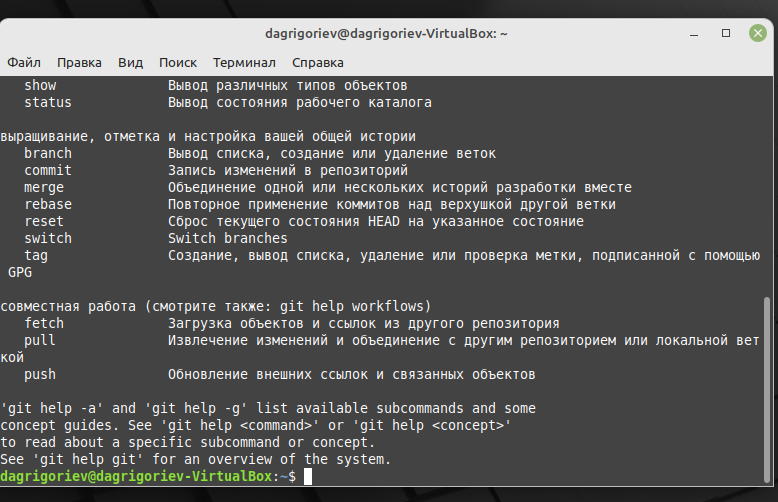 dagrigoriev@dagrigoriev-VirtualBox: ~
Файл Правка Вид Поиск Терминал Справка
show Вывод различных типов объектов
status Вывод состояния рабочего каталога
выращивание, отметка и настройка вашей общей истории
branch Вывод списка, создание или удаление веток
commit Запись изменений в репозиторий
merge Объединение одной или нескольких историй разработки вместе
rebase Повторное применение коммитов над верхушкой другой ветки
reset Сброс текущего состояния HEAD на указанное состояние
switch Switch branches
tag Создание, вывод списка, удаление или проверка метки, подписанной с помощью
GPG
совместная работа (смотрите также: git help workflows)
fetch Загрузка объектов и ссылок из другого репозитория
pull Извлечение изменений и объединение с другим репозиторием или локальной вет
кой
push Обновление внешних ссылок и связанных объектов
'git help -a' and 'git help -g' list available subcommands and some
concept guides. See 'git help <command>' or 'git help <concept>'
to read about a specific subcommand or concept.
See 'git help git' for an overview of the system.
dagrigoriev@dagrigoriev-VirtualBox:~$